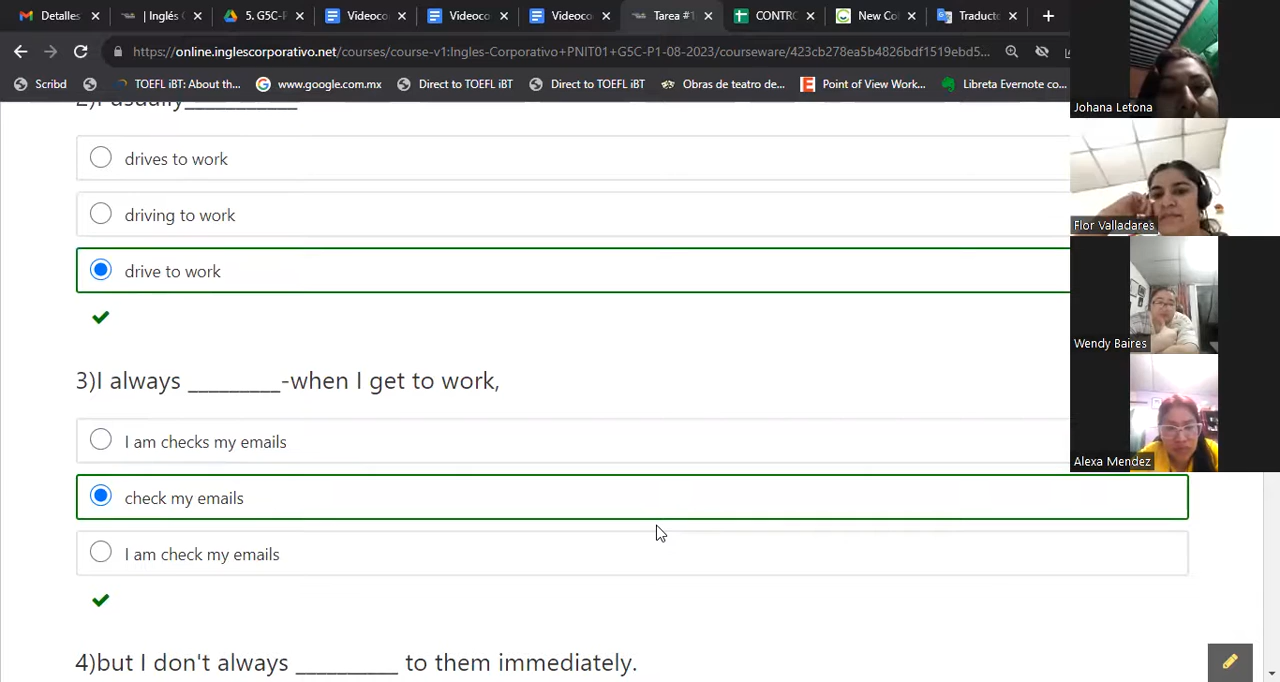 Detalles
| Inglés
5. G5C-P
Videoco
Videoco
Videoco
Tarea #1
CONTRO
New Co
Traducto
https://online.inglescorporativo.net/courses/course-v1:Ingles-Corporativo+PNIT01+G5C-P1-08-2023/courseware/423cb278ea5b4826bdf1519ebd5...
Scribd
TOEFL iBT: About th...
www.google.com.mx
Direct to TOEFL iBT
Direct to TOEFL iBT
Obras de teatro de...
Point of View Work...
Libreta Evernote co...
2)I usually___________
drives to work
driving to work
drive to work
3)I always _________-when I get to work,
I am checks my emails
check my emails
I am check my emails
4)but I don't always __________ to them immediately.
Johana Letona
Flor Valladares
Wendy Baires
Alexa Mendez